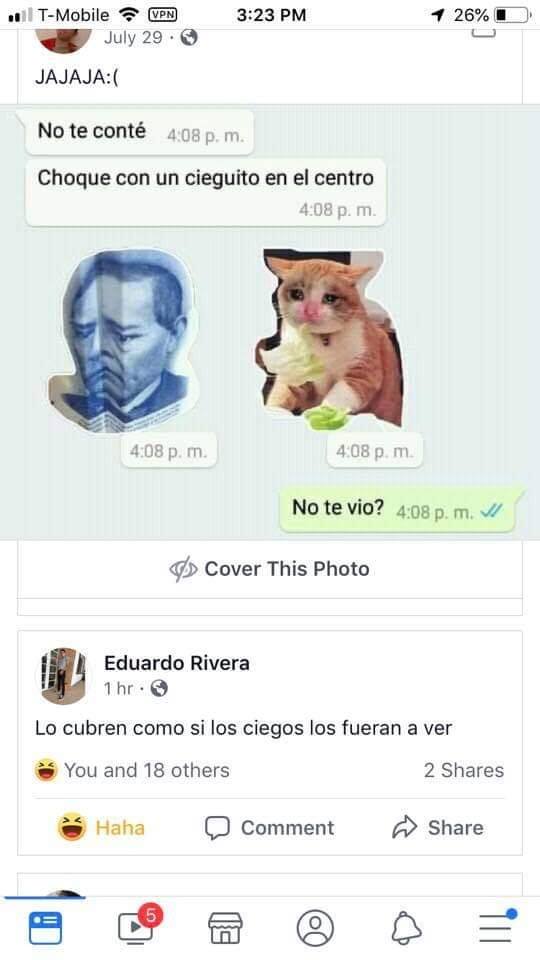 T-Mobile VPN 3:23 PM 26%
July 29 ·
JAJAJA:(
No te conté 4:08 p. m.
Choque con un cieguito en el centro
4:08 p. m.
4:08 p. m.
4:08 p. m.
No te vio? 4:08 p. m.
Cover This Photo
Eduardo Rivera
1 hr ·
Lo cubren como si los ciegos los fueran a ver
You and 18 others 2 Shares
Haha Comment Share
5